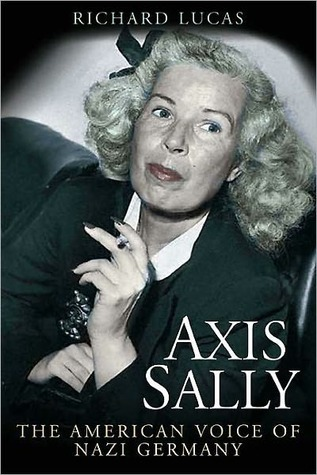 RICHARD LUCAS
AXIS
SALLY
THE AMERICAN VOICE OF
NAZI GERMANY